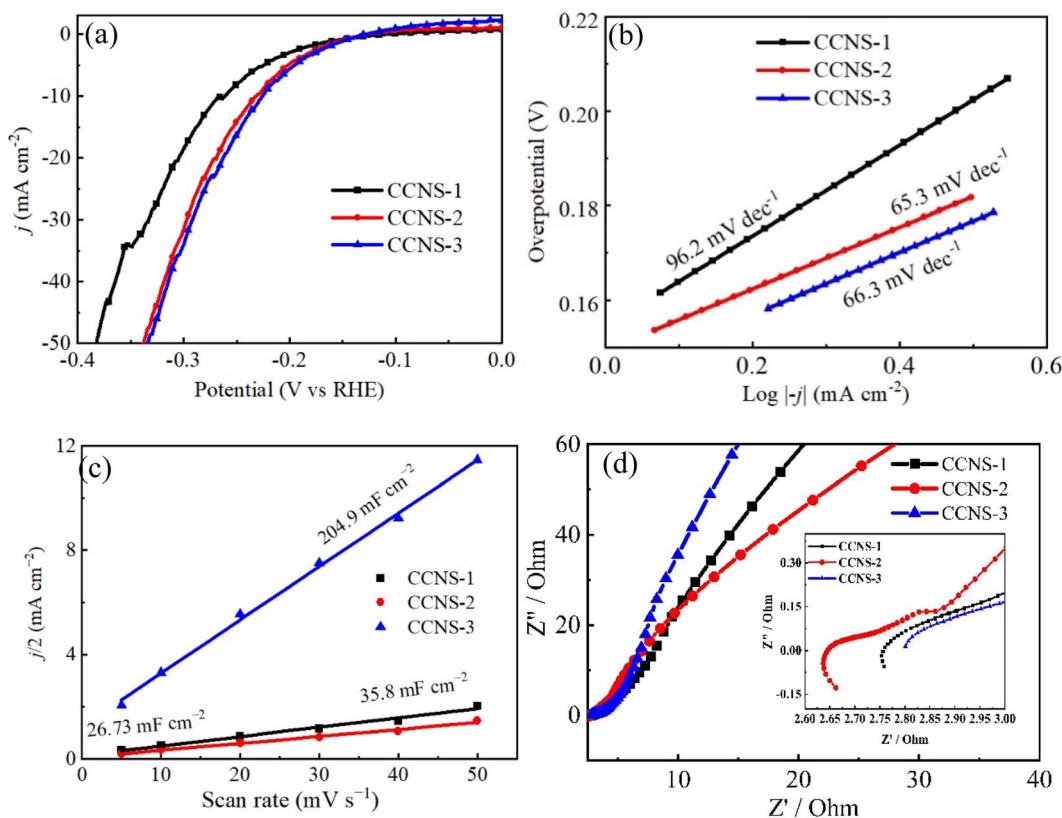 (a)
0
-10
-20
-30
-40
-50
j (mA cm-2)
CCNS-1
CCNS-2
CCNS-3
-0.4
-0.3
-0.2
-0.1
0.0
Potential (V vs RHE)
(b)
0.22
0.20
0.18
0.16
Overpotential (V)
CCNS-1
CCNS-2
CCNS-3
96.2 mV dec-1
65.3 mV dec-1
66.3 mV dec-1
0.0
0.2
0.4
0.6
Log |-j| (mA cm-2)
(c)
12
8
4
0
j/2 (mA cm-2)
204.9 mF cm−2
CCNS-1
CCNS-2
CCNS-3
26.73 mF cm−2
35.8 mF cm−2
0
10
20
30
40
50
Scan rate (mV s−1)
(d)
60
40
20
0
Z'' / Ohm
CCNS-1
CCNS-2
CCNS-3
0.30
0.15
0.00
-0.15
Z'' / Ohm
CCNS-1
CCNS-2
CCNS-3
2.60 2.65 2.70 2.75 2.80 2.85 2.90 2.95 3.00
Z' / Ohm
10
20
30
40
Z' / Ohm